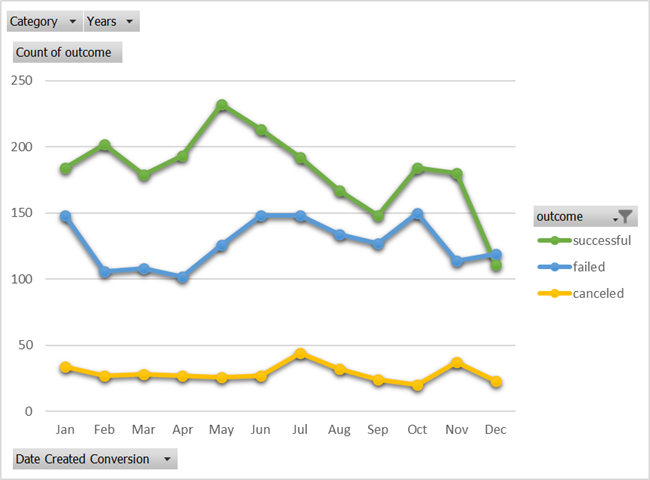 Category Years
Count of outcome
250
200
150
100
50
0
Jan Feb Mar Apr May Jun Jul Aug Sep Oct Nov Dec
outcome
successful
failed
canceled
Date Created Conversion